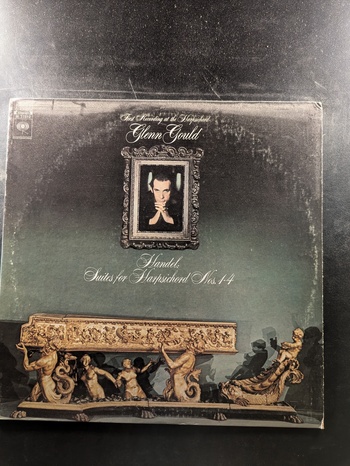 First Recording at the Harpsichord
Glenn Gould
Handel,
Suites for Harpsichord Nos. 1-4